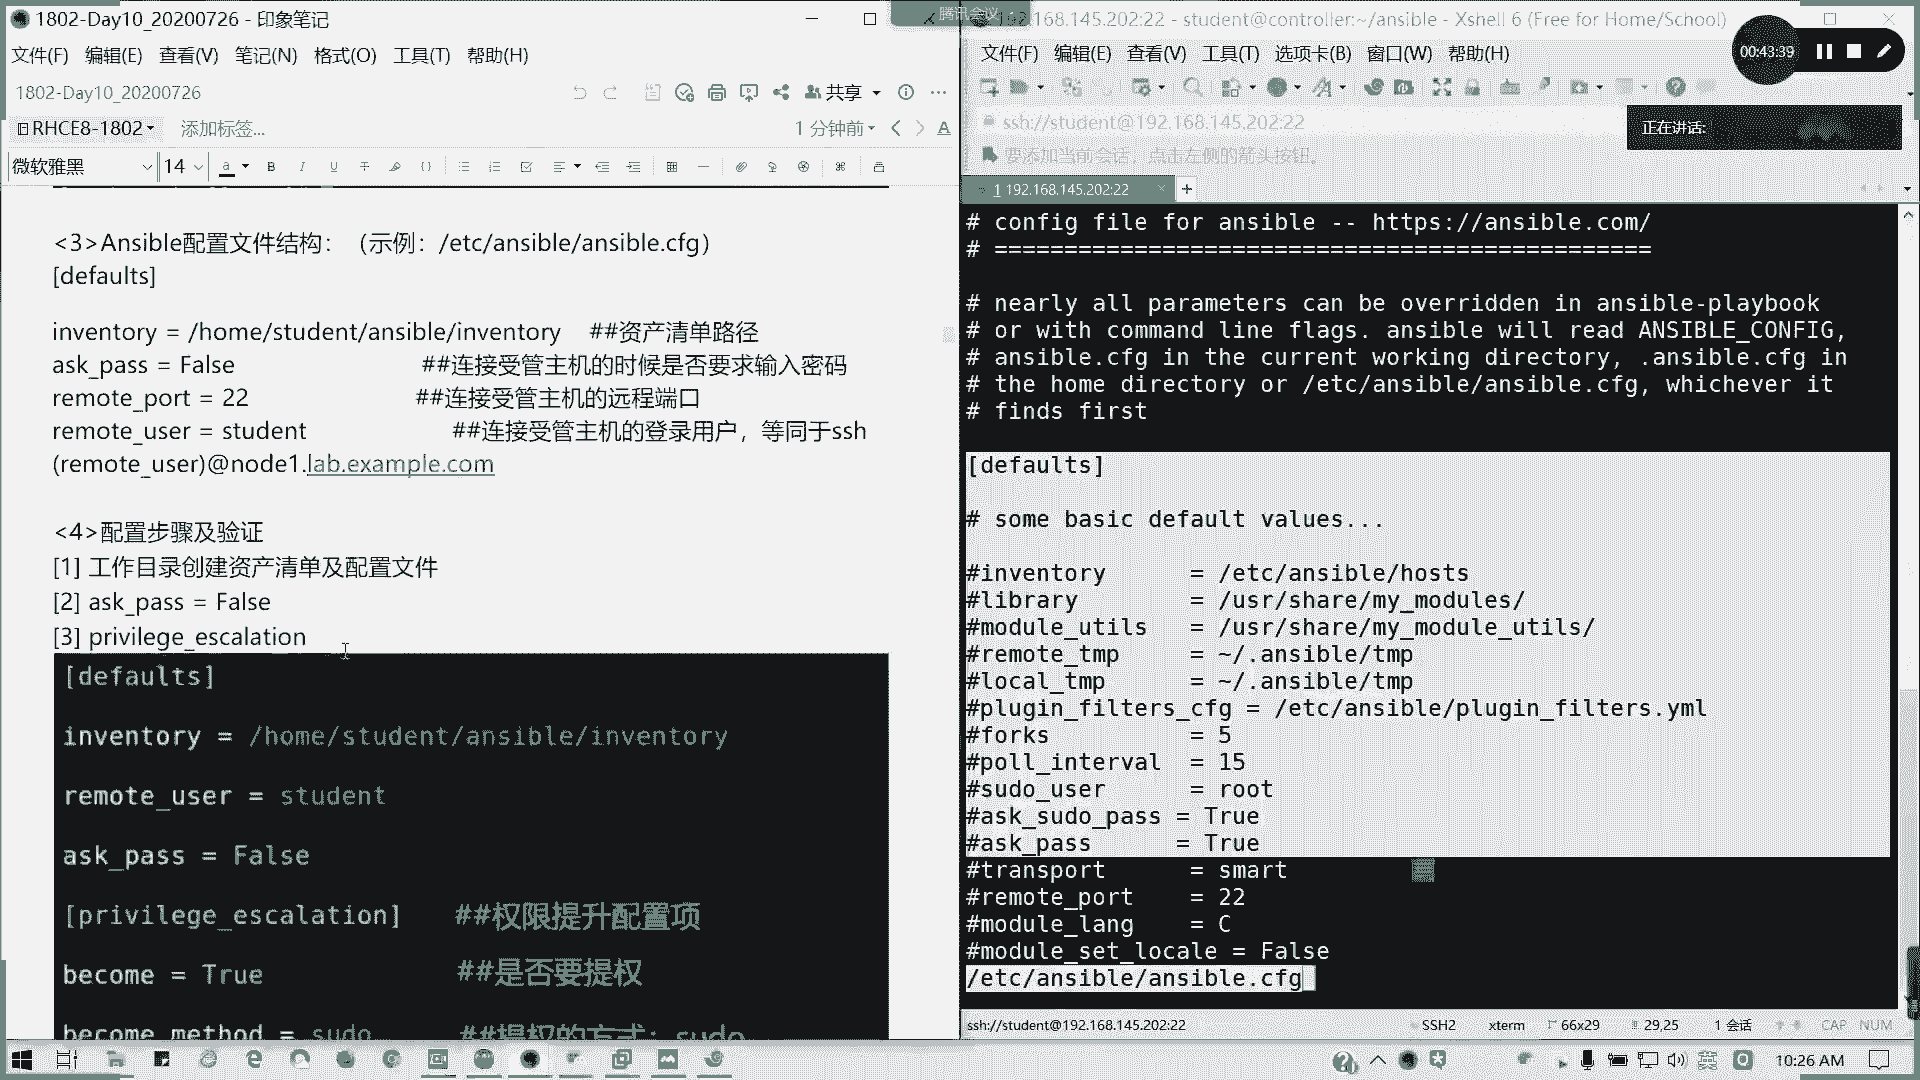 1802-Day10_20200726 - 印象笔记
文件(F) 编辑(E) 查看(V) 笔记(N) 格式(O) 工具(T) 帮助(H)
1802-Day10_20200726
共享
RHCE8-1802
添加标签...
1 分钟前
微软雅黑 14
<3>Ansible配置文件结构：（示例：/etc/ansible/ansible.cfg）
[defaults]
inventory = /home/student/ansible/inventory ##资产清单路径
ask_pass = False ##连接受管主机的时候是否要求输入密码
remote_port = 22 ##连接受管主机的远程端口
remote_user = student ##连接受管主机的登录用户，等同于ssh
(remote_user)@node1.lab.example.com
<4>配置步骤及验证
[1] 工作目录创建资产清单及配置文件
[2] ask_pass = False
[3] privilege_escalation
[defaults]
inventory = /home/student/ansible/inventory
remote_user = student
ask_pass = False
[privilege_escalation] ##权限提升配置项
become = True ##是否要提权
become_method = sudo ##提权的方式：sudo
腾讯会议
168.145.202:22 - student@controller:~/ansible - Xshell 6 (Free for Home/School)
文件(F) 编辑(E) 查看(V) 工具(T) 选项卡(B) 窗口(W) 帮助(H)
00:43:39
ssh://student@192.168.145.202:22
正在讲话:
要添加当前会话，点击左侧的箭头按钮。
1 192.168.145.202:22
# config file for ansible -- https://ansible.com/
# ===============================================
# nearly all parameters can be overridden in ansible-playbook
# or with command line flags. ansible will read ANSIBLE_CONFIG,
# ansible.cfg in the current working directory, .ansible.cfg in
# the home directory or /etc/ansible/ansible.cfg, whichever it
# finds first
[defaults]
# some basic default values...
#inventory = /etc/ansible/hosts
#library = /usr/share/my_modules/
#module_utils = /usr/share/my_module_utils/
#remote_tmp = ~/.ansible/tmp
#local_tmp = ~/.ansible/tmp
#plugin_filters_cfg = /etc/ansible/plugin_filters.yml
#forks = 5
#poll_interval = 15
#sudo_user = root
#ask_sudo_pass = True
#ask_pass = True
#transport = smart
#remote_port = 22
#module_lang = C
#module_set_locale = False
/etc/ansible/ansible.cfg
ssh://student@192.168.145.202:22 SSH2 xterm 66x29 29,25 1 会话 CAP NUM
英 10:26 AM